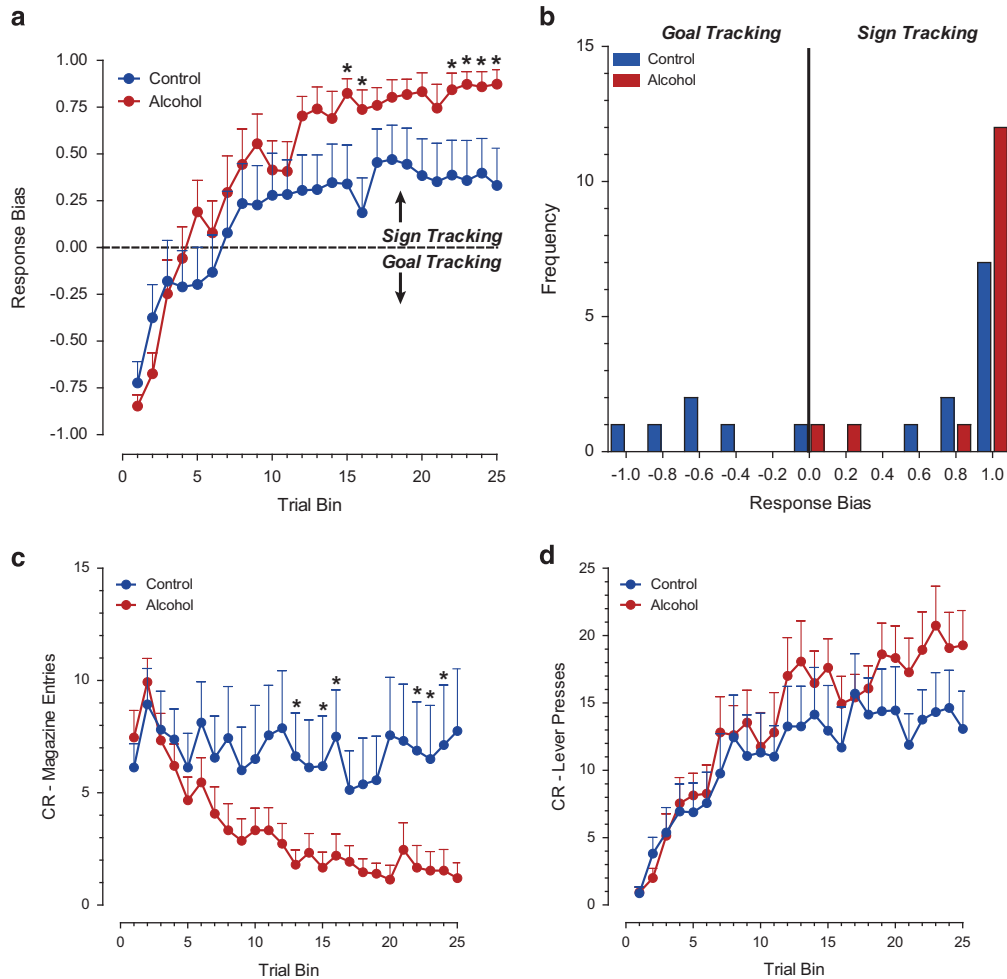 a
1.00
0.75
0.50
0.25
0.00
-0.25
-0.50
-0.75
-1.00
Response Bias
Control
Alcohol
*
*
* * * *
Sign Tracking
Goal Tracking
0 5 10 15 20 25
Trial Bin
b
Goal Tracking Sign Tracking
15
10
5
0
Frequency
Control
Alcohol
-1.0 -0.8 -0.6 -0.4 -0.2 0.0 0.2 0.4 0.6 0.8 1.0
Response Bias
c
15
10
5
0
CR - Magazine Entries
Control
Alcohol
* * * * * *
0 5 10 15 20 25
Trial Bin
d
25
20
15
10
5
0
CR - Lever Presses
Control
Alcohol
0 5 10 15 20 25
Trial Bin